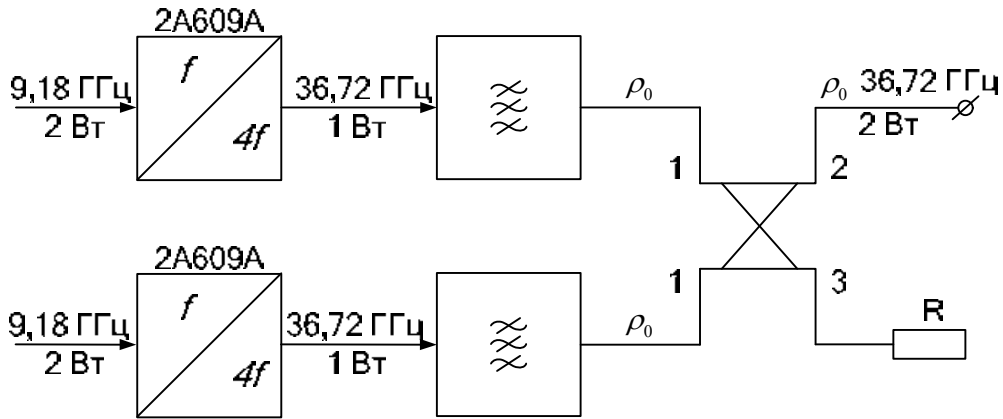 2А609А
f
4f
9,18 ГГц
2 Вт
36,72 ГГц
1 Вт
ρ₀
1
2
ρ₀
36,72 ГГц
2 Вт
2А609А
f
4f
9,18 ГГц
2 Вт
36,72 ГГц
1 Вт
ρ₀
1
3
R